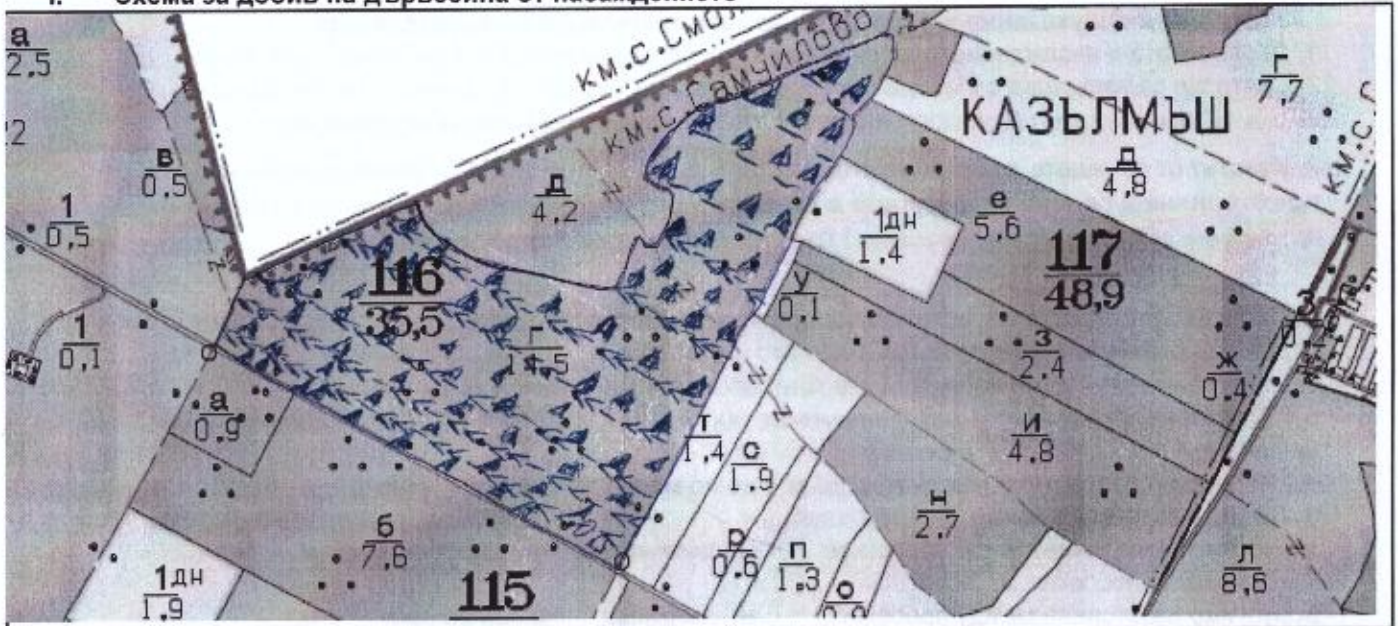 км.с.Самуилово
КАЗЪЛМЪШ
км.с.
а
2,5
в
0,5
1
0,5
1
0,1
д
4,2
116
35,5
г
14,5
а
0,9
б
7,6
1дн
1,9
115
г
7,7
д
4,8
е
5,6
1дн
1,4
117
48,9
у
0,1
з
2,4
ж
0,4
и
4,8
т
1,4
с
1,9
р
0,6
п
1,3
о
н
2,7
л
8,6